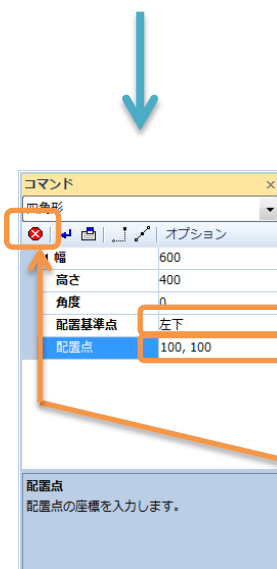 コマンド
四角形
オプション
幅 600
高さ 400
角度 0
配置基準点 左下
配置点 100, 100
配置点
配置点の座標を入力します。